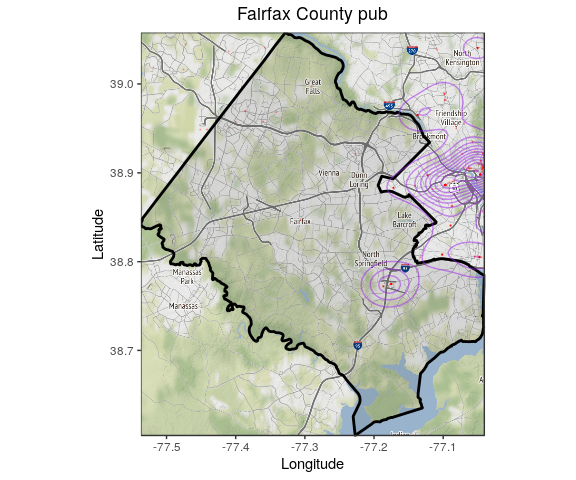 Fairfax County pub
39.0
38.9
38.8
38.7
Latitude
North
Kensington
Great
Falls
Friendship
Village
Vienna
Dunn
Loring
Lake
Barcroft
Fairfax
North
Springfield
Manassas
Park
Manassas
-77.5
-77.4
-77.3
-77.2
-77.1
Longitude